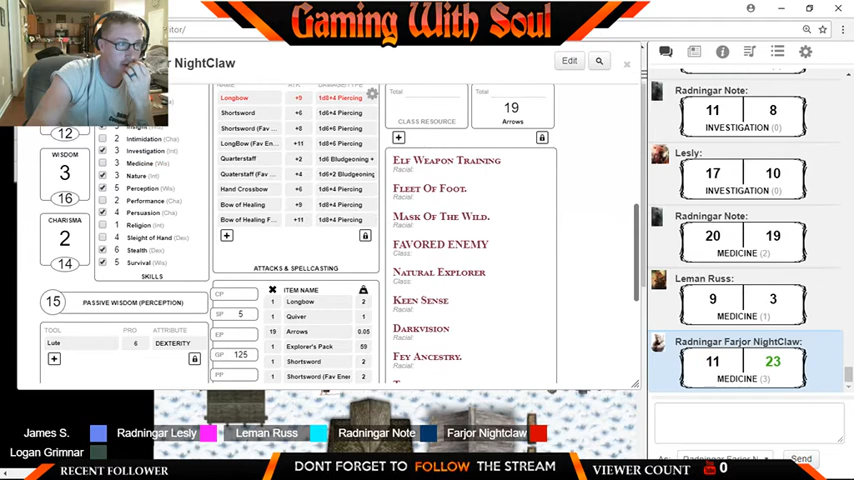 Gaming With Soul
itor/
r NightClaw
Edit
NAME
ATK
DAMAGE/TYPE
Longbow +9 1d8+4 Piercing
Shortsword +6 1d6+4 Piercing
Shortsword (Fav ... +8 1d6+6 Piercing
LongBow (Fav En... +11 1d8+6 Piercing
Quarterstaff +2 1d6 Bludgeoning +
Quaterstaff (Fav ... +4 1d6+2 Bludgeoning
Hand Crossbow +6 1d6+4 Piercing
Bow of Healing +9 1d8+4 Piercing
Bow of Healing F... +11 1d8+4 Piercing
ATTACKS & SPELLCASTING
12
WISDOM
3
16
CHARISMA
2
14
Insight (Wis)
2 Intimidation (Cha)
3 Investigation (Int)
3 Medicine (Wis)
3 Nature (Int)
5 Perception (Wis)
2 Performance (Cha)
4 Persuasion (Cha)
1 Religion (Int)
4 Sleight of Hand (Dex)
6 Stealth (Dex)
5 Survival (Wis)
SKILLS
15 PASSIVE WISDOM (PERCEPTION)
TOOL PRO ATTRIBUTE
Lute 6 DEXTERITY
CP
SP 5
EP
GP 125
PP
ITEM NAME
1 Longbow 2
1 Quiver 1
19 Arrows 0.05
1 Explorer's Pack 59
1 Shortsword 2
1 Shortsword (Fav Ener 2
Total
CLASS RESOURCE
Total
19
Arrows
Elf Weapon Training
Racial:
Fleet Of Foot.
Racial:
Mask Of The Wild.
Racial:
FAVORED ENEMY
Class:
Natural Explorer
Class:
Keen Sense
Racial:
Darkvision
Racial:
Fey Ancestry.
Racial:
Radningar Note:
11 8
INVESTIGATION (0)
Lesly:
17 10
INVESTIGATION (0)
Radningar Note:
20 19
MEDICINE (2)
Leman Russ:
9 3
MEDICINE (1)
Radningar Farjor NightClaw:
11 23
MEDICINE (3)
As: Radningar Farjor N
Send
James S. Radningar Lesly Leman Russ Radningar Note Farjor Nightclaw
Logan Grimnar
RECENT FOLLOWER
DONT FORGET TO FOLLOW THE STREAM
VIEWER COUNT 0